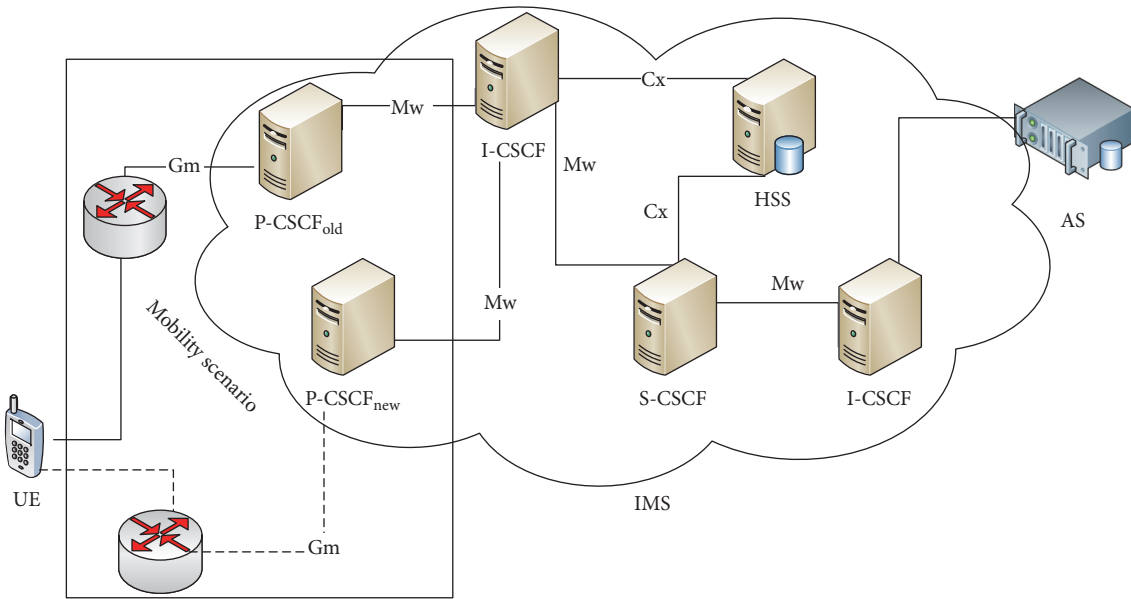 Cx
Mw
I-CSCF
Gm
Mw
HSS
P-CSCFold
Cx
AS
Mw
Mw
Mobility scenario
P-CSCFnew
S-CSCF
I-CSCF
UE
IMS
Gm